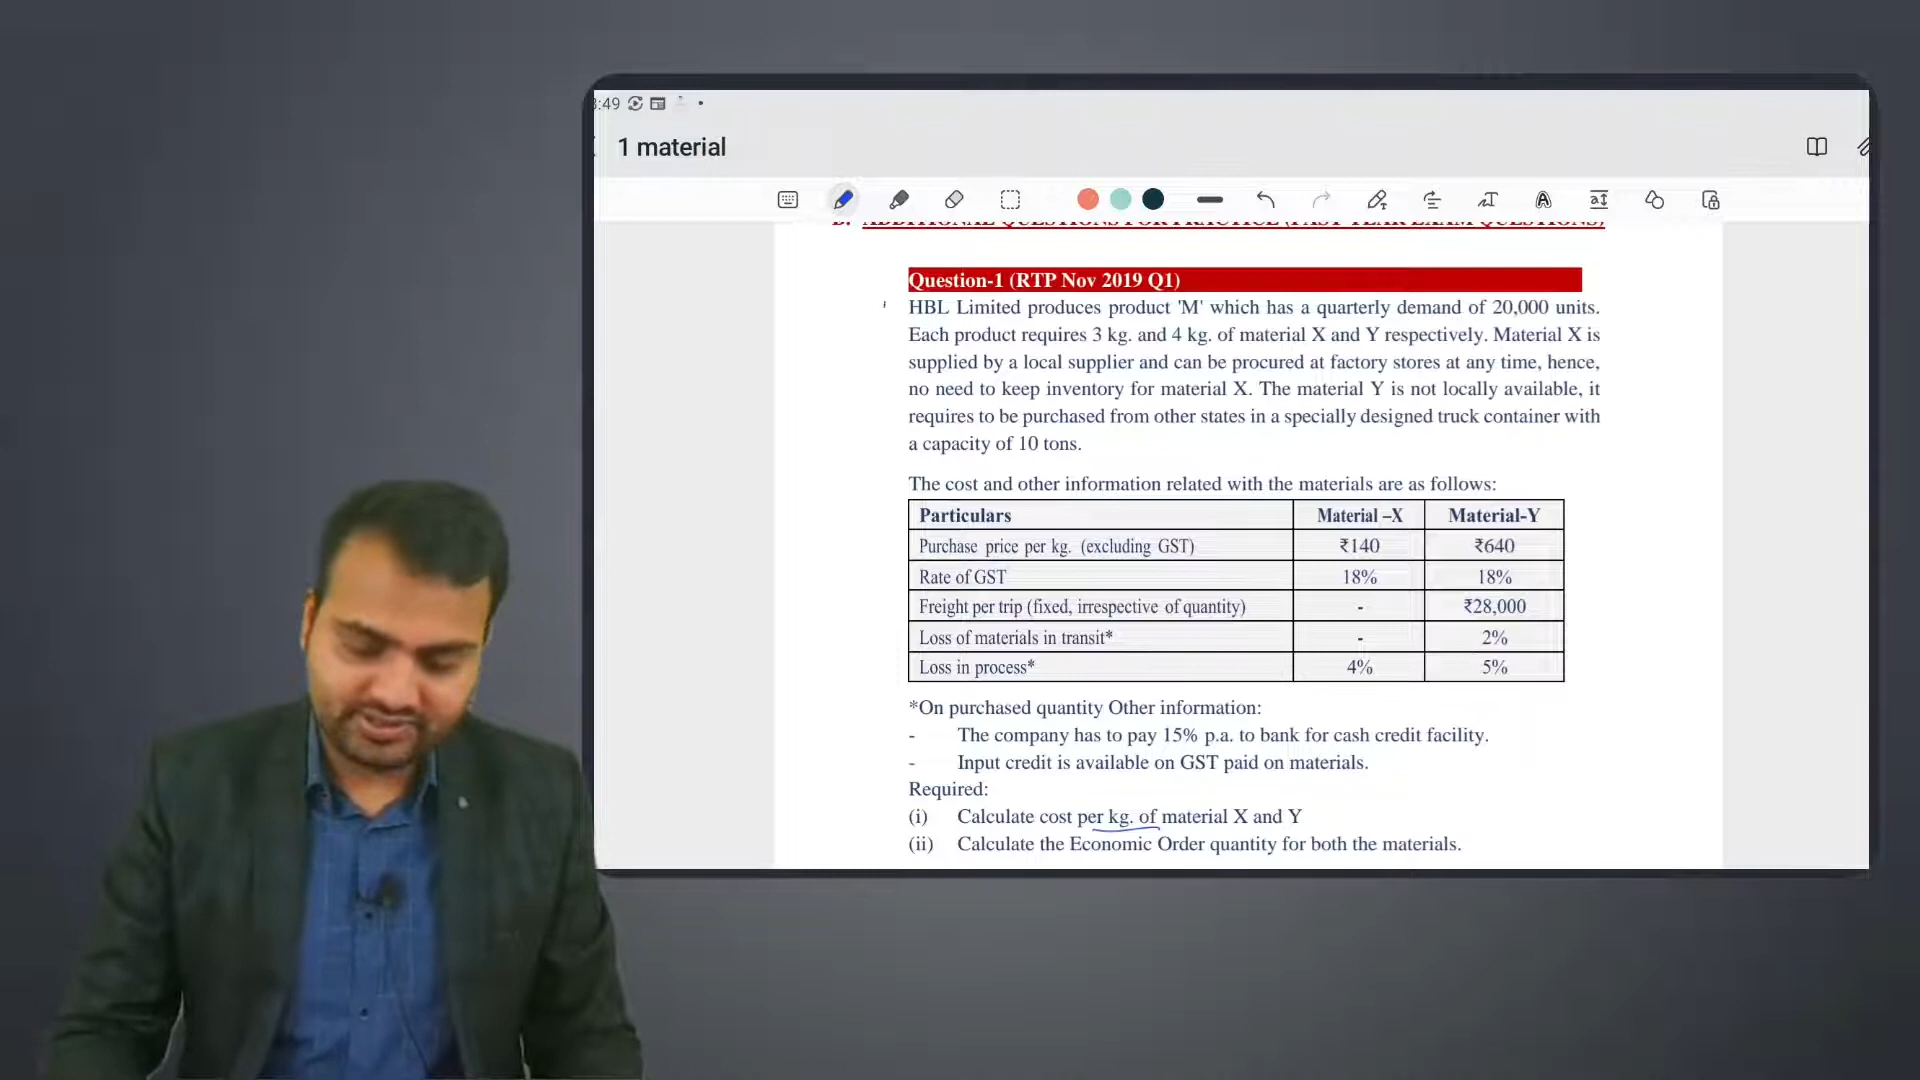 :49
1 material
D. ADDITIONAL QUESTIONS FOR PRACTICE (PAST YEAR EXAM QUESTIONS)
Question-1 (RTP Nov 2019 Q1)
HBL Limited produces product 'M' which has a quarterly demand of 20,000 units.
Each product requires 3 kg. and 4 kg. of material X and Y respectively. Material X is
supplied by a local supplier and can be procured at factory stores at any time, hence,
no need to keep inventory for material X. The material Y is not locally available, it
requires to be purchased from other states in a specially designed truck container with
a capacity of 10 tons.
The cost and other information related with the materials are as follows:
Particulars Material –X Material-Y
Purchase price per kg. (excluding GST) ₹140 ₹640
Rate of GST 18% 18%
Freight per trip (fixed, irrespective of quantity) - ₹28,000
Loss of materials in transit* - 2%
Loss in process* 4% 5%
*On purchased quantity Other information:
- The company has to pay 15% p.a. to bank for cash credit facility.
- Input credit is available on GST paid on materials.
Required:
(i) Calculate cost per kg. of material X and Y
(ii) Calculate the Economic Order quantity for both the materials.